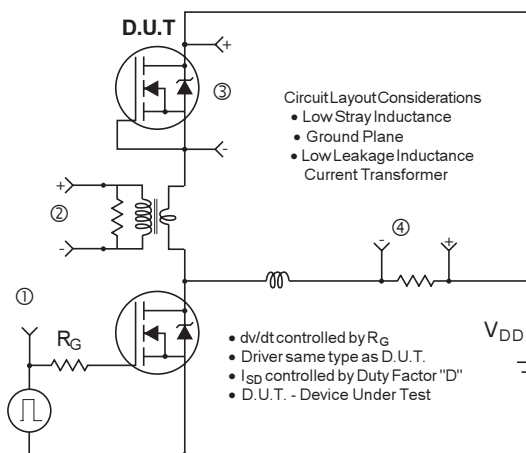 D.U.T
+
③
-
Circuit Layout Considerations
• Low Stray Inductance
• Ground Plane
• Low Leakage Inductance
Current Transformer
+
②
-
④
-
+
①
RG
VDD
• dv/dt controlled by RG
• Driver same type as D.U.T.
• ISD controlled by Duty Factor "D"
• D.U.T. - Device Under Test